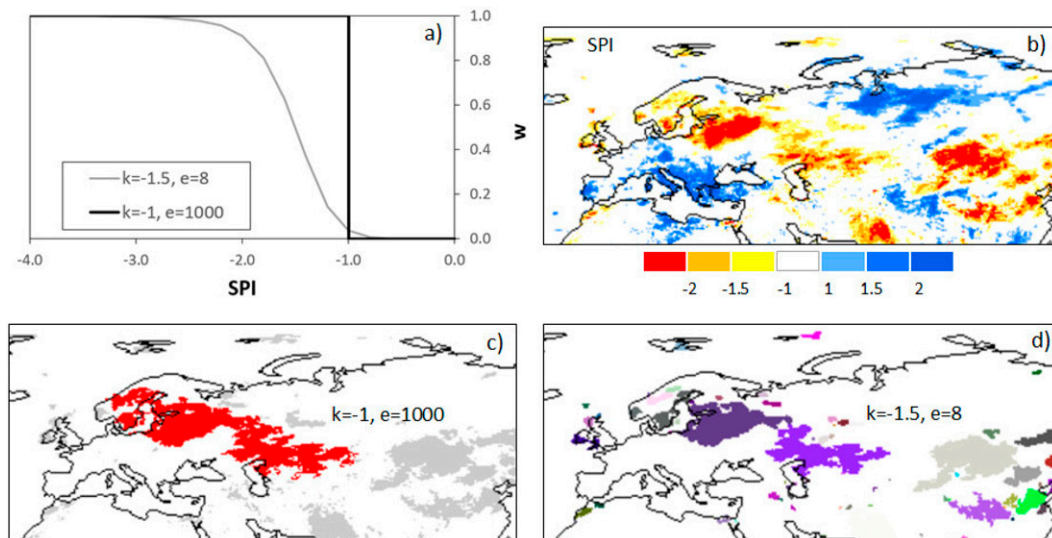 a)
1.0
0.8
0.6
0.4
0.2
0.0
w
k=-1.5, e=8
k=-1, e=1000
-4.0 -3.0 -2.0 -1.0 0.0
SPI
SPI
b)
-2 -1.5 -1 1 1.5 2
c)
k=-1, e=1000
d)
k=-1.5, e=8